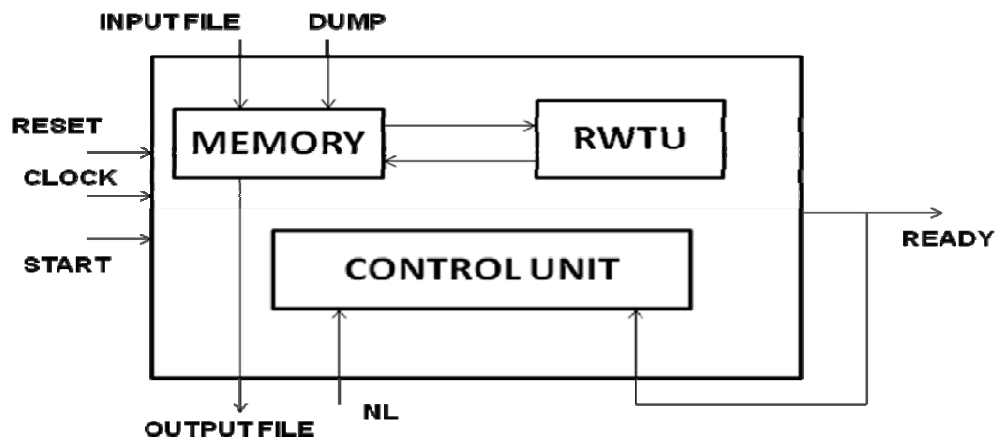 INPUT FILE
DUMP
RESET
MEMORY
RWTU
CLOCK
READY
START
CONTROL UNIT
NL
OUTPUT FILE